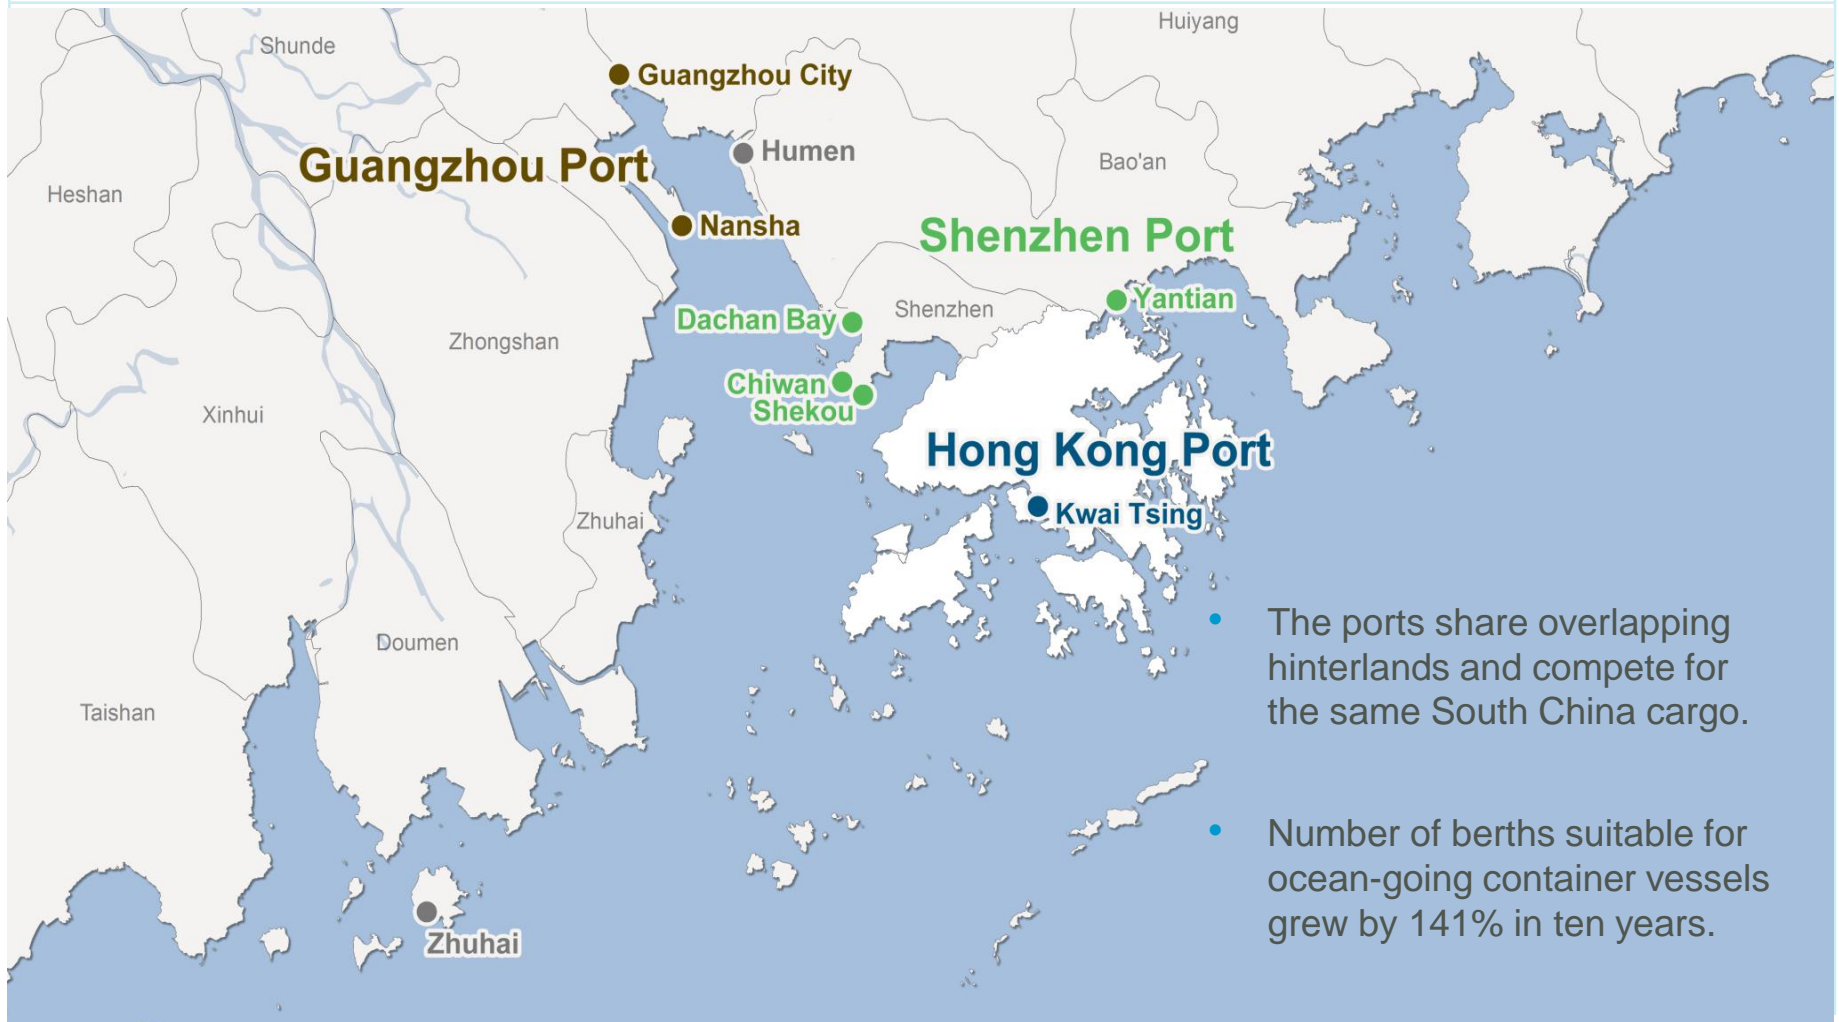 Huiyang
Shunde
Guangzhou City
Humen
Guangzhou Port
Bao'an
Heshan
Nansha
Shenzhen Port
Yantian
Shenzhen
Dachan Bay
Zhongshan
Chiwan
Shekou
Xinhui
Hong Kong Port
Kwai Tsing
Zhuhai
Doumen
Taishan
Zhuhai
• The ports share overlapping
hinterlands and compete for
the same South China cargo.
• Number of berths suitable for
ocean-going container vessels
grew by 141% in ten years.